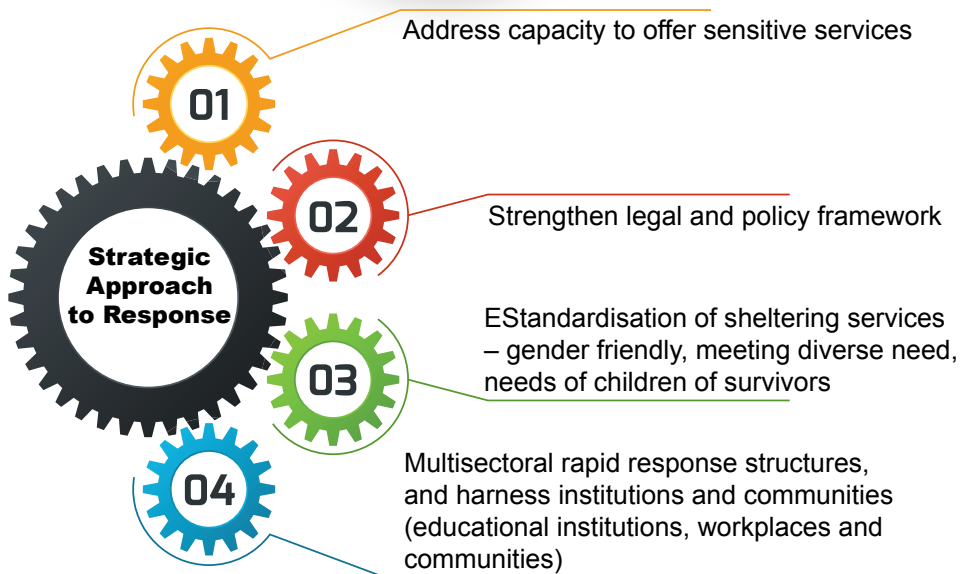 Address capacity to offer sensitive services
01
02
Strengthen legal and policy framework
Strategic
Approach
to Response
EStandardisation of sheltering services
– gender friendly, meeting diverse need,
needs of children of survivors
03
Multisectoral rapid response structures,
and harness institutions and communities
(educational institutions, workplaces and
communities)
04